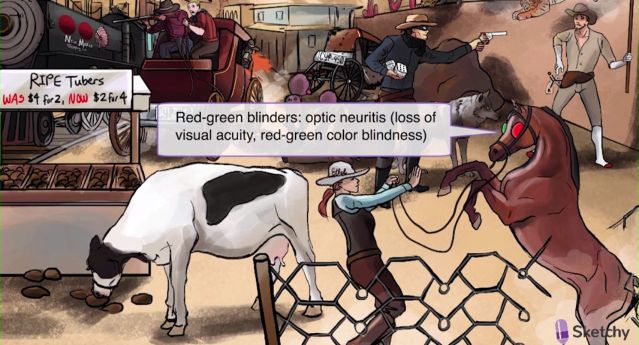 RIPE Tubers
WAS $4 for 2, NOW $2 for 4
Red-green blinders: optic neuritis (loss of
visual acuity, red-green color blindness)
Ethel
Sketchy